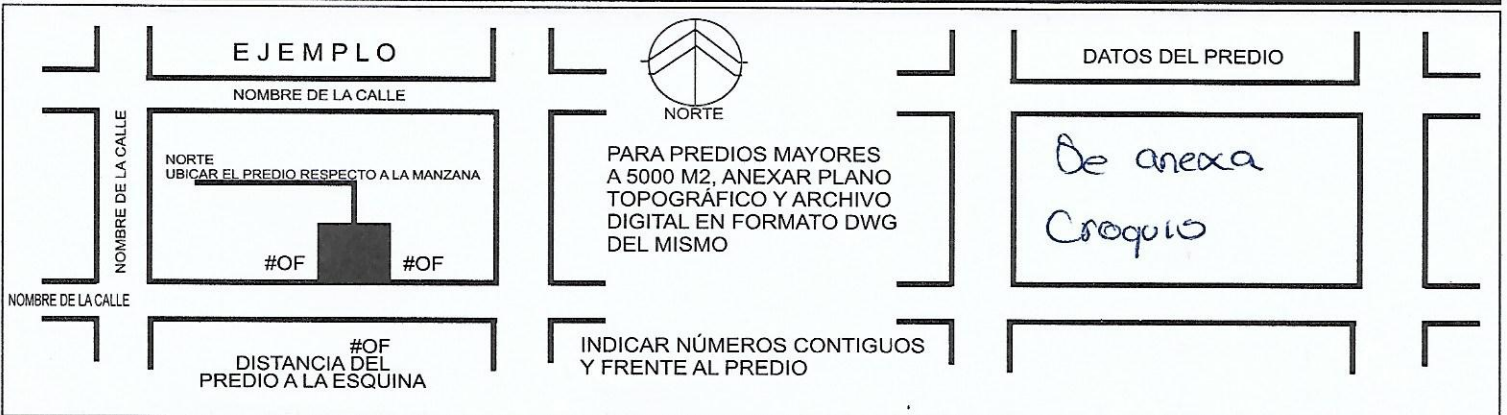 EJEMPLO
NOMBRE DE LA CALLE
NOMBRE DE LA CALLE
NORTE
UBICAR EL PREDIO RESPECTO A LA MANZANA
#OF
#OF
NOMBRE DE LA CALLE
#OF
DISTANCIA DEL
PREDIO A LA ESQUINA
NORTE
PARA PREDIOS MAYORES
A 5000 M2, ANEXAR PLANO
TOPOGRÁFICO Y ARCHIVO
DIGITAL EN FORMATO DWG
DEL MISMO
INDICAR NÚMEROS CONTIGUOS
Y FRENTE AL PREDIO
DATOS DEL PREDIO
Se anexa
Croquis